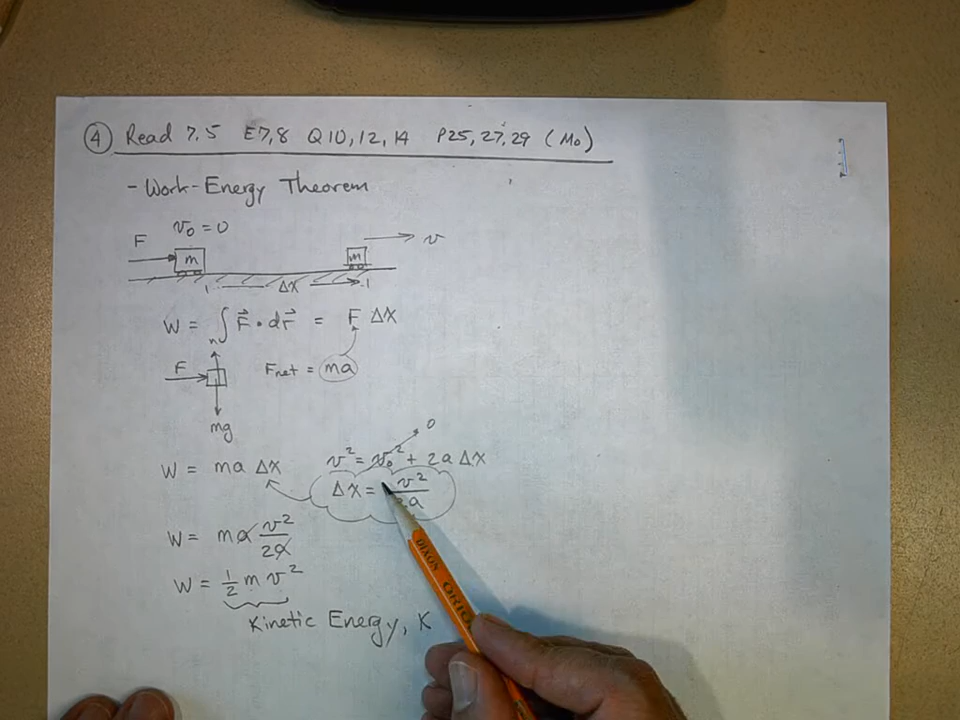 ④ Read 7.5 E7,8 Q10, 12, 14 P25, 27, 29 (Mo)
- Work-Energy Theorem
v₀ = 0
F m m v
Δx
W = ∫ F⃗ • dr⃗ = F Δx
n
F Fnet = ma
mg
0
W = ma Δx v² = v₀² + 2a Δx
Δx = v²/2a
W = ma v²/2a
W = ½ m v²
Kinetic Energy, K
DIXON